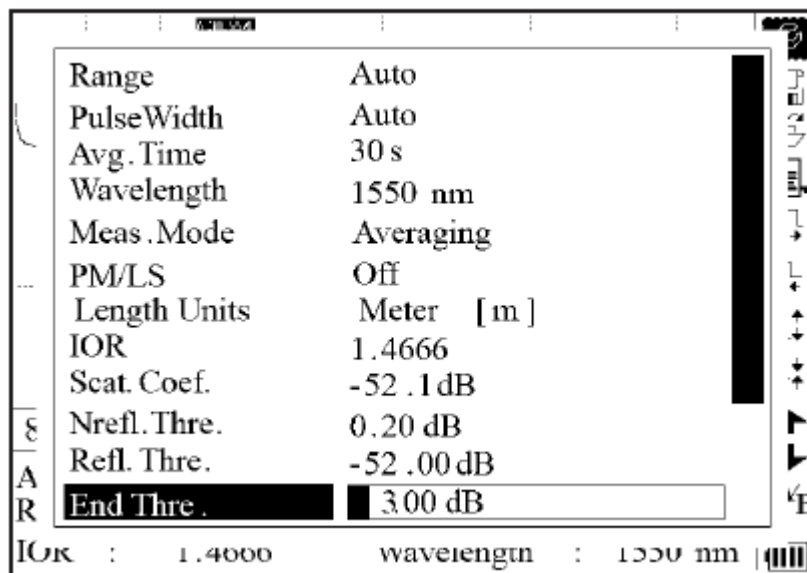 Range Auto
PulseWidth Auto
Avg.Time 30 s
Wavelength 1550 nm
Meas.Mode Averaging
PM/LS Off
Length Units Meter [ m ]
IOR 1.4666
Scat. Coef. -52 .1dB
Nrefl.Thre. 0.20 dB
Refl. Thre. -52 .00 dB
End Thre . 3.00 dB
A
R
IOR : 1.4666 Wavelength : 1550 nm